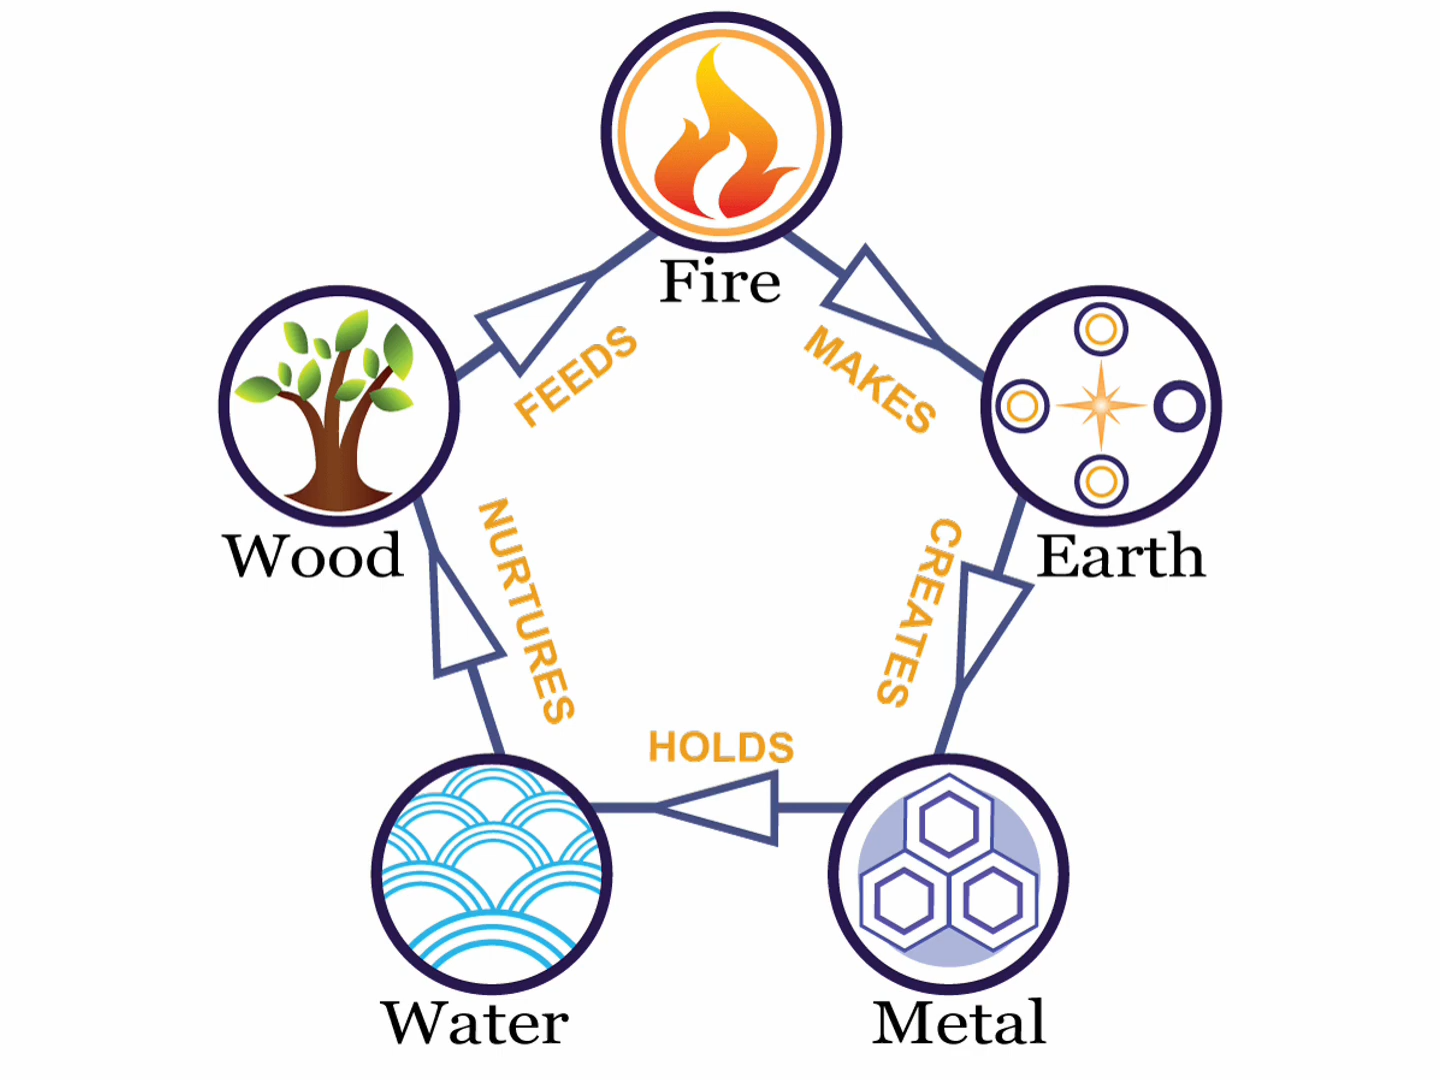 Fire
FEEDS
MAKES
Wood
Earth
NURTURES
CREATES
HOLDS
Water
Metal